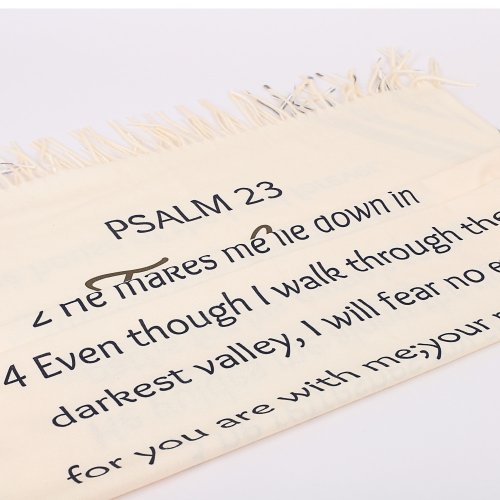 PSALM 23
2 He makes me lie down in
4 Even though I walk through the
darkest valley, I will fear no e
for you are with me;your